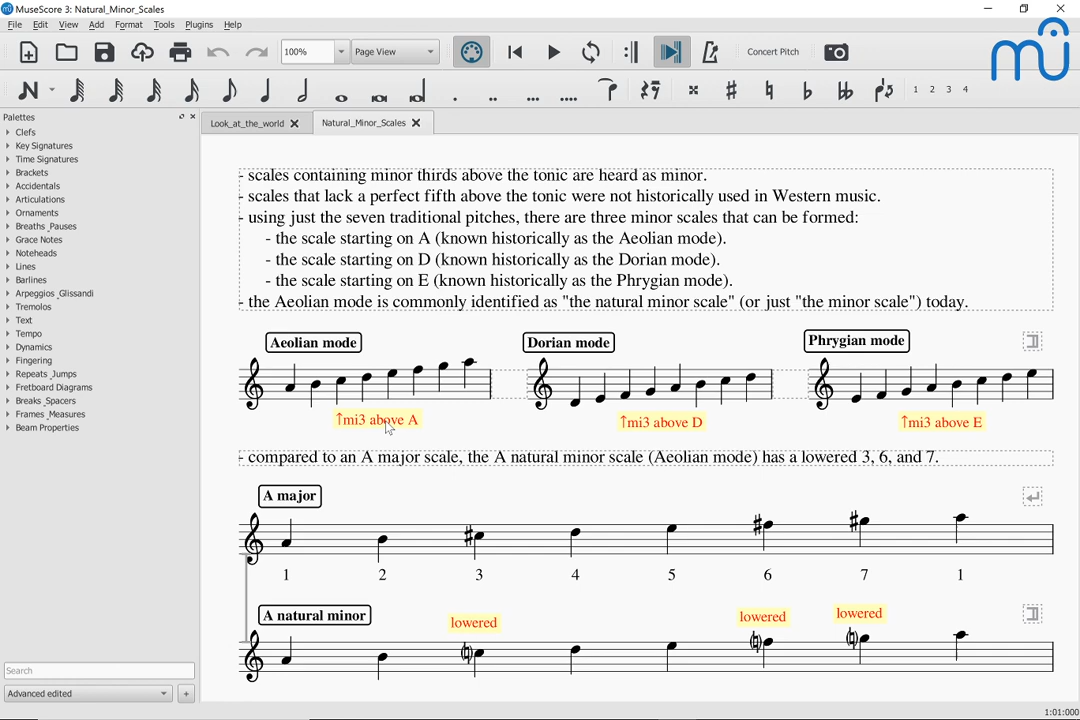 MuseScore 3: Natural_Minor_Scales
File Edit View Add Format Tools Plugins Help
100% Page View Concert Pitch
1 2 3 4
Palettes
Look_at_the_world Natural_Minor_Scales
Clefs
Key Signatures
Time Signatures
Brackets
Accidentals
Articulations
Ornaments
Breaths_Pauses
Grace Notes
Noteheads
Lines
Barlines
Arpeggios_Glissandi
Tremolos
Text
Tempo
Dynamics
Fingering
Repeats_Jumps
Fretboard Diagrams
Breaks_Spacers
Frames_Measures
Beam Properties
Search
Advanced edited +
- scales containing minor thirds above the tonic are heard as minor.
- scales that lack a perfect fifth above the tonic were not historically used in Western music.
- using just the seven traditional pitches, there are three minor scales that can be formed:
- the scale starting on A (known historically as the Aeolian mode).
- the scale starting on D (known historically as the Dorian mode).
- the scale starting on E (known historically as the Phrygian mode).
- the Aeolian mode is commonly identified as "the natural minor scale" (or just "the minor scale") today.
Aeolian mode Dorian mode Phrygian mode
↑mi3 above A ↑mi3 above D ↑mi3 above E
- compared to an A major scale, the A natural minor scale (Aeolian mode) has a lowered 3, 6, and 7.
A major
1 2 3 4 5 6 7 1
A natural minor
lowered lowered lowered
1:01:000